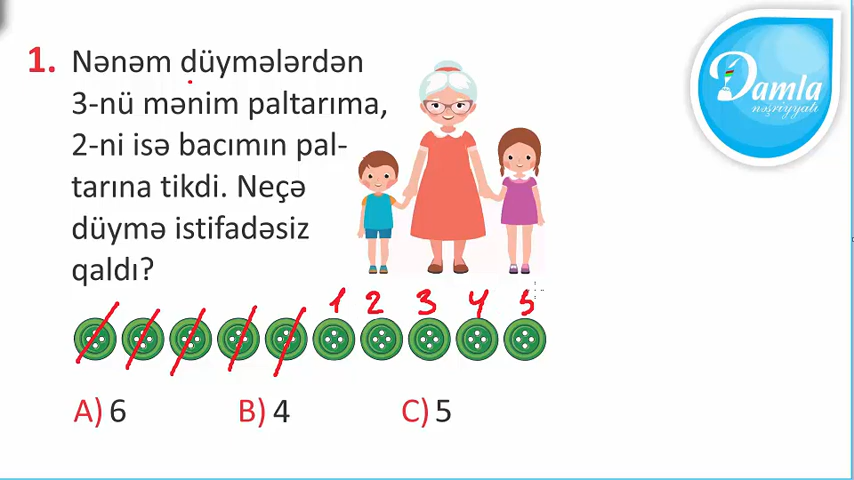 1. Nənəm düymələrdən
3-nü mənim paltarıma,
2-ni isə bacımın pal-
tarına tikdi. Neçə
düymə istifadəsiz
qaldı?
Damla
nəşriyyatı
1 2 3 4 5
A) 6 B) 4 C) 5